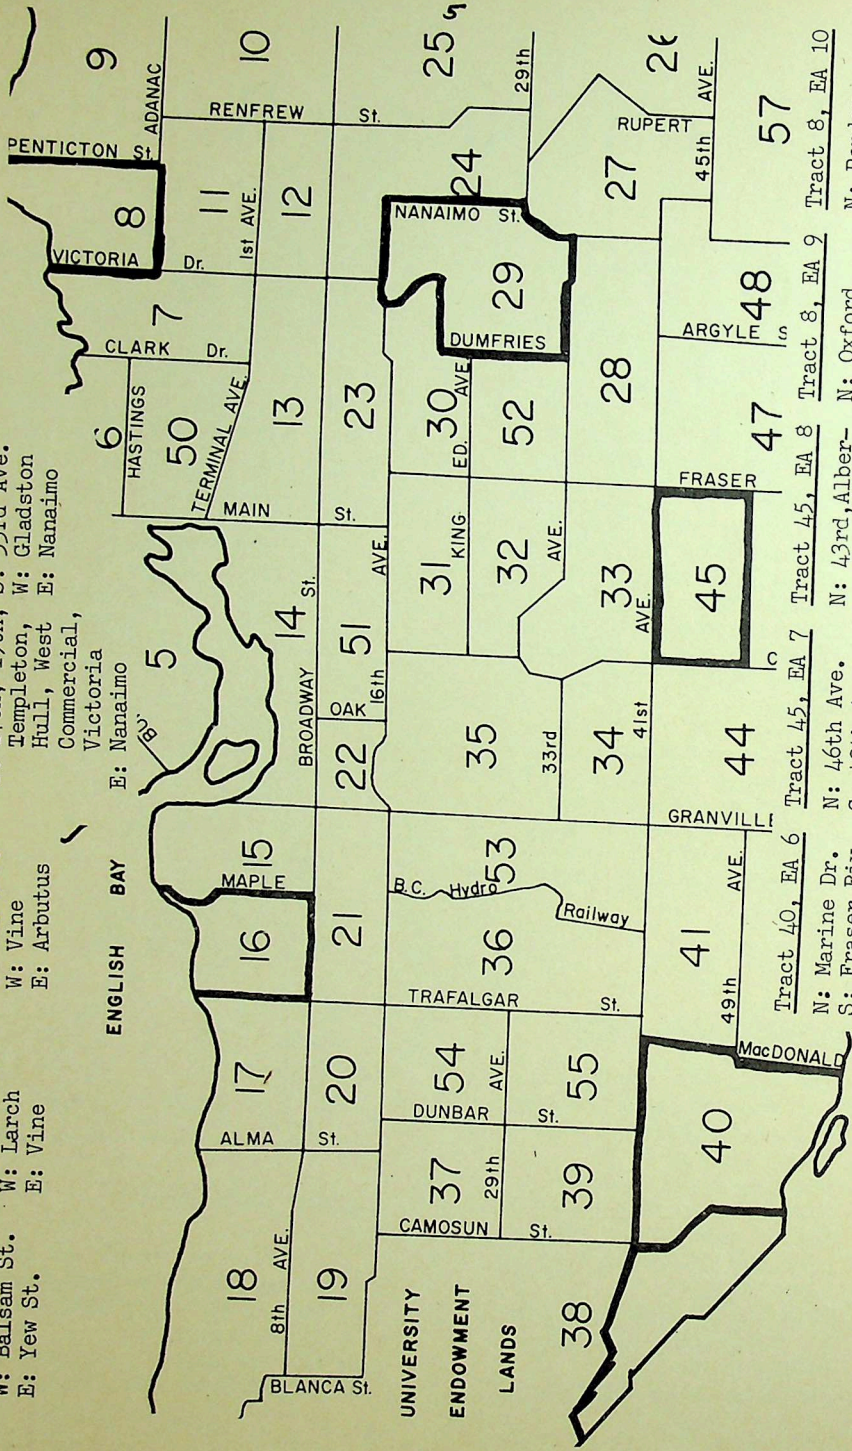 W: Balsam St.
E: Yew St.
W: Larch
E: Vine
W: Vine
E: Arbutus
Templeton,
Hull, West
Commercial,
Victoria
E: Nanaimo
W: Gladston
E: Nanaimo
ENGLISH BAY
5
6
HASTINGS
50
TERMINAL AVE.
CLARK Dr.
7
VICTORIA Dr.
8
PENTICTON St.
9
ADANAC
10
RENFREW St.
11
1st AVE.
12
13
MAIN St.
14
BROADWAY St.
15
MAPLE
16
17
ALMA St.
18
8th AVE.
19
BLANCA St.
20
21
22
OAK
16th AVE.
51
23
24
NANAIMO St.
25
29th
29
DUMFRIES
30
KING ED. AVE.
31
32
AVE.
52
35
33rd
53
B.C. Hydro Railway
36
TRAFALGAR St.
54
DUNBAR St.
AVE.
55
37
29th
CAMOSUN St.
39
UNIVERSITY
ENDOWMENT
LANDS
38
40
MacDONALD
41
49th AVE.
GRANVILLE
44
34
41st AVE.
33
45
FRASER
28
47
ARGYLE S
48
27
RUPERT
45th AVE.
57
Tract 40, EA 6
N: Marine Dr.
Tract 45, EA 7
N: 46th Ave.
Tract 45, EA 8
N: 43rd,Alber-
Tract 8, EA 9
N: Oxford
Tract 8, EA 10